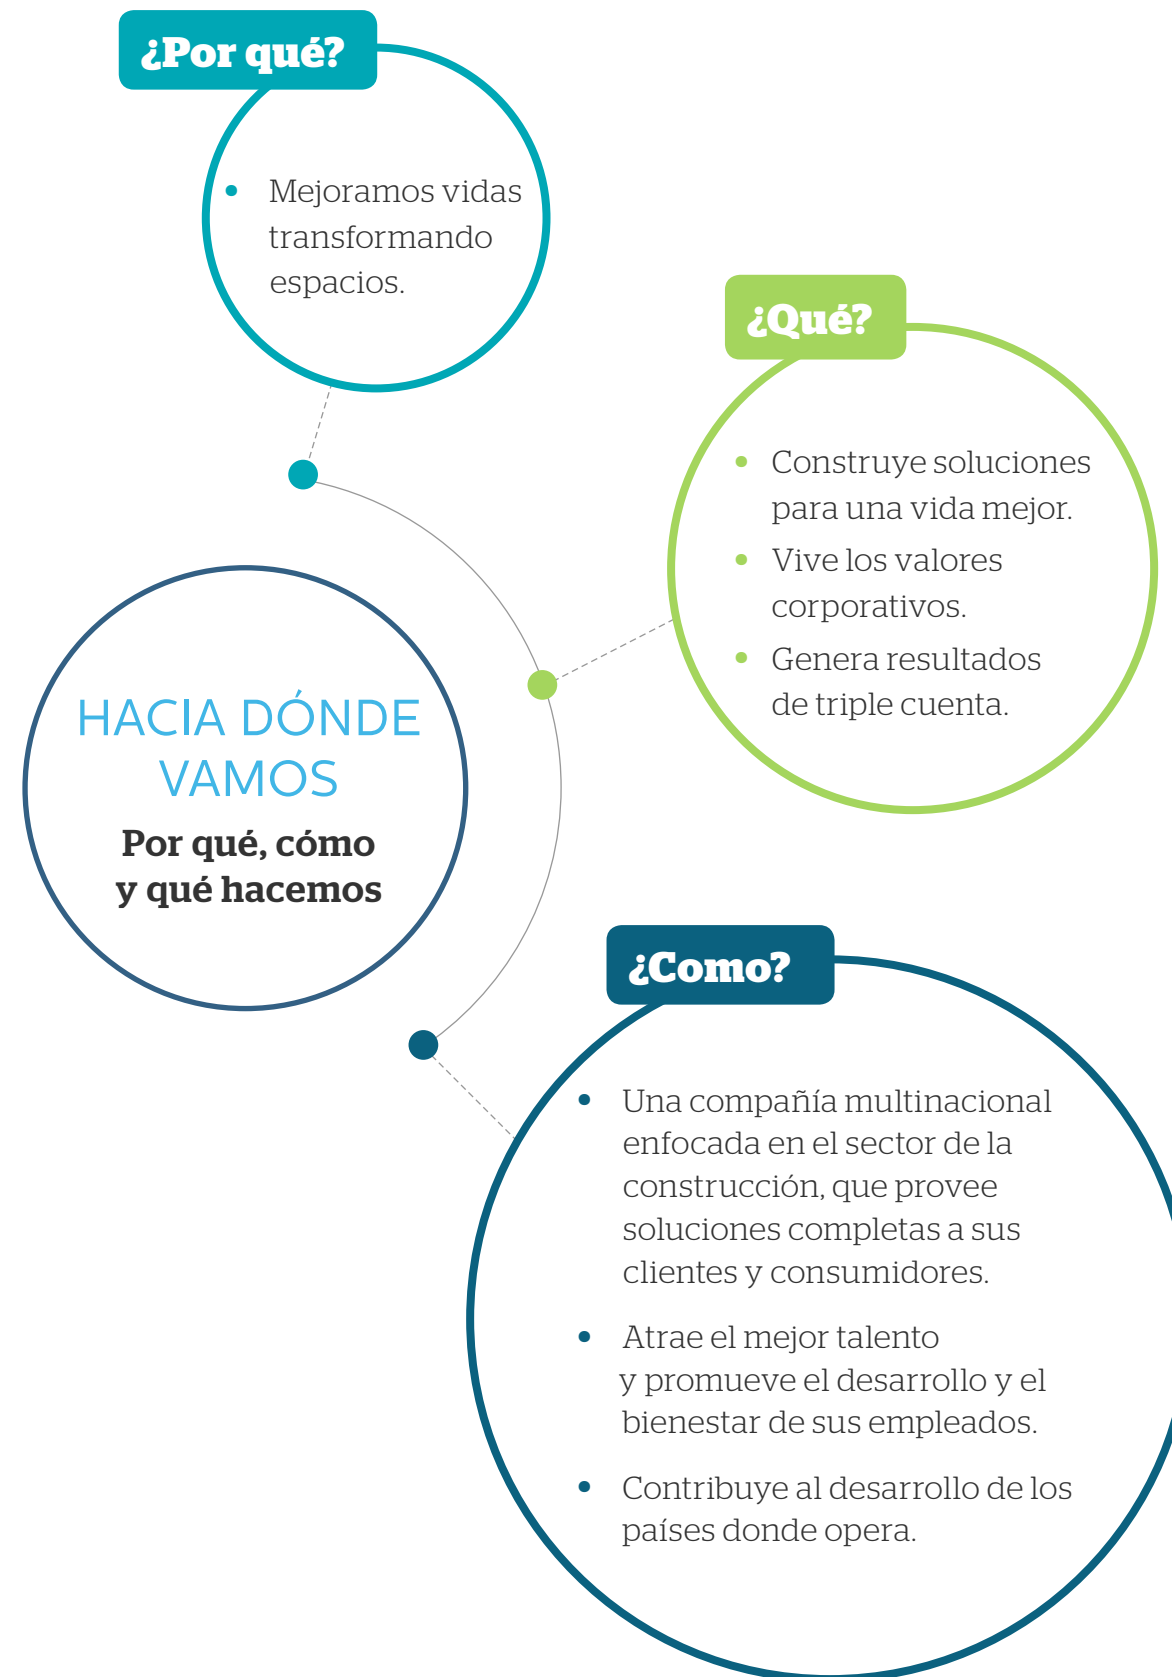 ¿Por qué?
• Mejoramos vidas
transformando
espacios.
¿Qué?
• Construye soluciones
para una vida mejor.
• Vive los valores
corporativos.
• Genera resultados
de triple cuenta.
HACIA DÓNDE
VAMOS
Por qué, cómo
y qué hacemos
¿Como?
• Una compañía multinacional
enfocada en el sector de la
construcción, que provee
soluciones completas a sus
clientes y consumidores.
• Atrae el mejor talento
y promueve el desarrollo y el
bienestar de sus empleados.
• Contribuye al desarrollo de los
países donde opera.